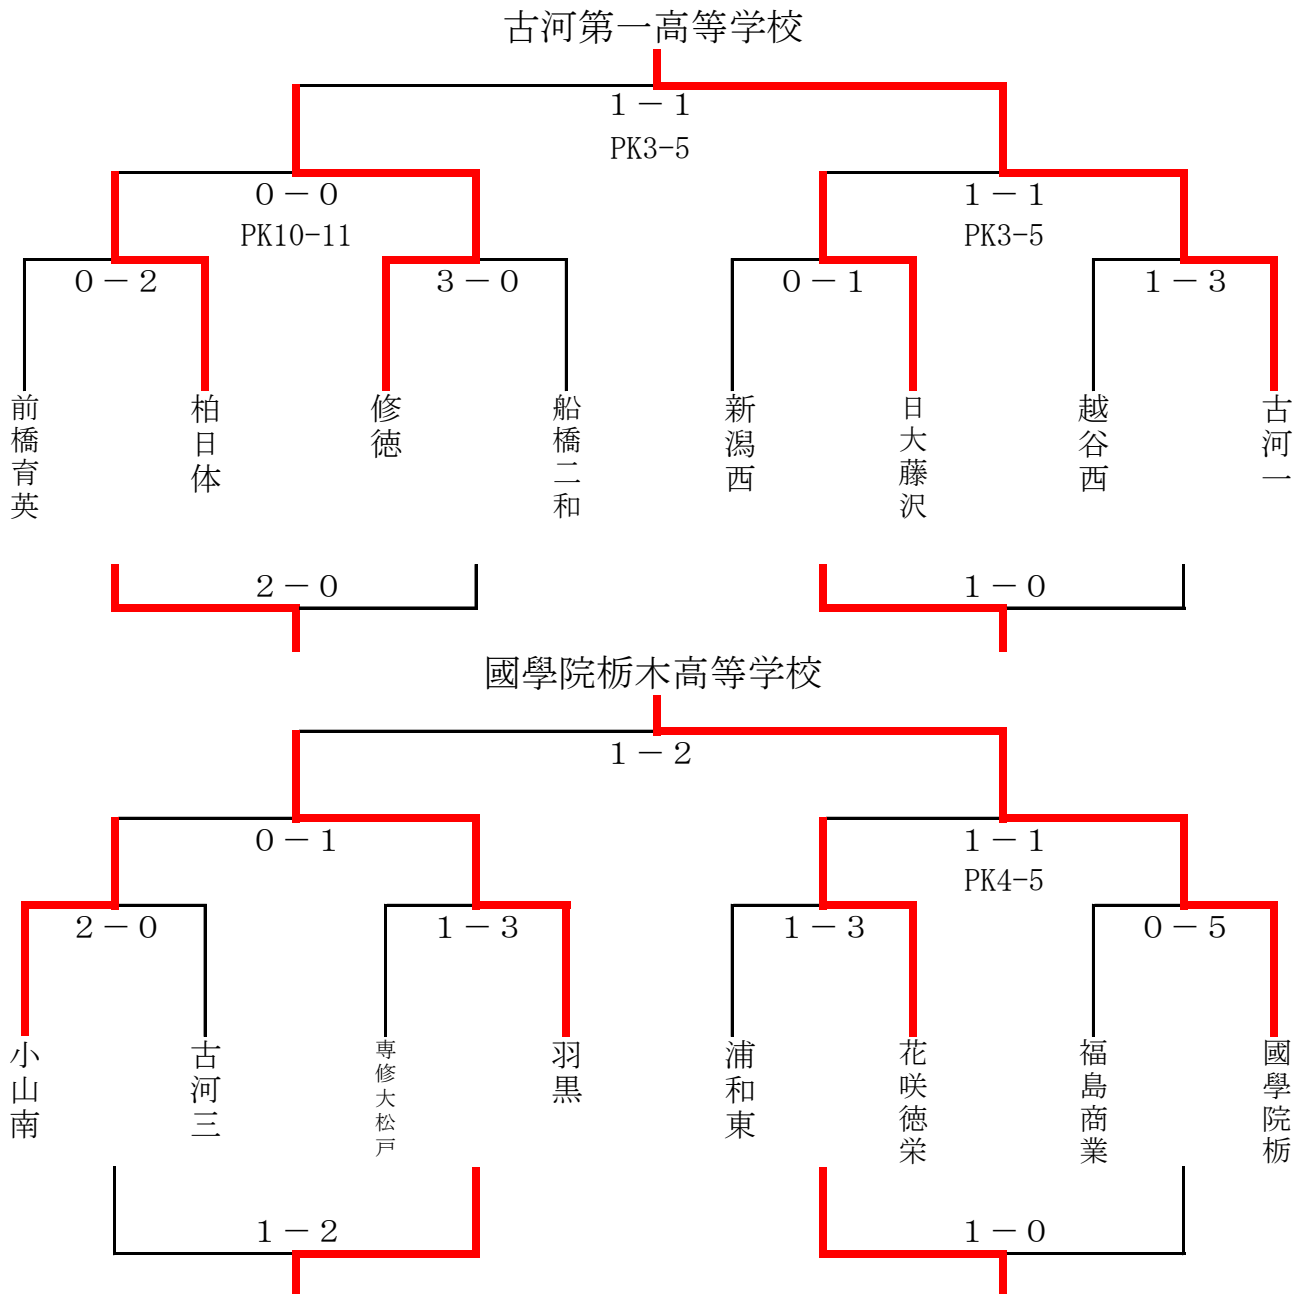 古河第一高等学校
１－１
PK3-5
０－０
１－１
PK10-11
PK3-5
０－２
３－０
０－１
１－３
前橋育英
柏日体
修徳
船橋二和
新潟西
日大藤沢
越谷西
古河一
２－０
１－０
國學院栃木高等学校
１－２
０－１
１－１
PK4-5
２－０
１－３
１－３
０－５
小山南
古河三
専修大松戸
羽黒
浦和東
花咲徳栄
福島商業
國學院栃
１－２
１－０